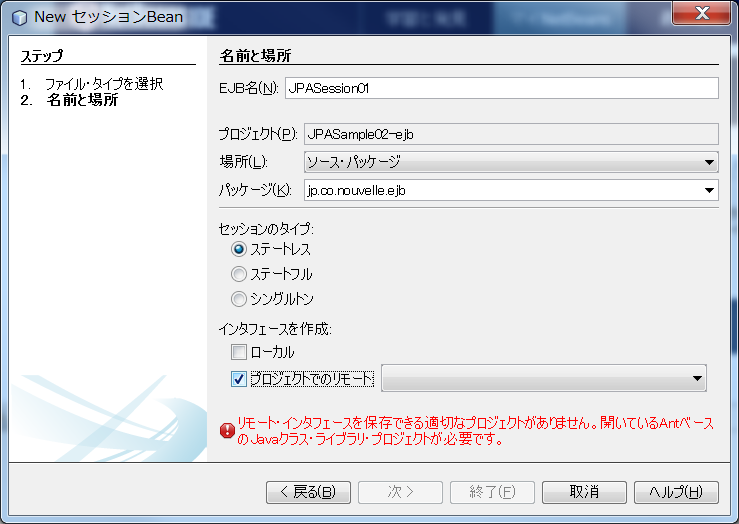 New セッションBean
ステップ
1. ファイル・タイプを選択
2. 名前と場所
名前と場所
EJB名(N): JPASession01
プロジェクト(P): JPASample02-ejb
場所(L): ソース・パッケージ
パッケージ(K): jp.co.nouvelle.ejb
セッションのタイプ:
ステートレス
ステートフル
シングルトン
インタフェースを作成:
ローカル
プロジェクトでのリモート
リモート・インタフェースを保存できる適切なプロジェクトがありません。開いているAntベース
のJavaクラス・ライブラリ・プロジェクトが必要です。
< 戻る(B) 次 > 終了(F) 取消 ヘルプ(H)